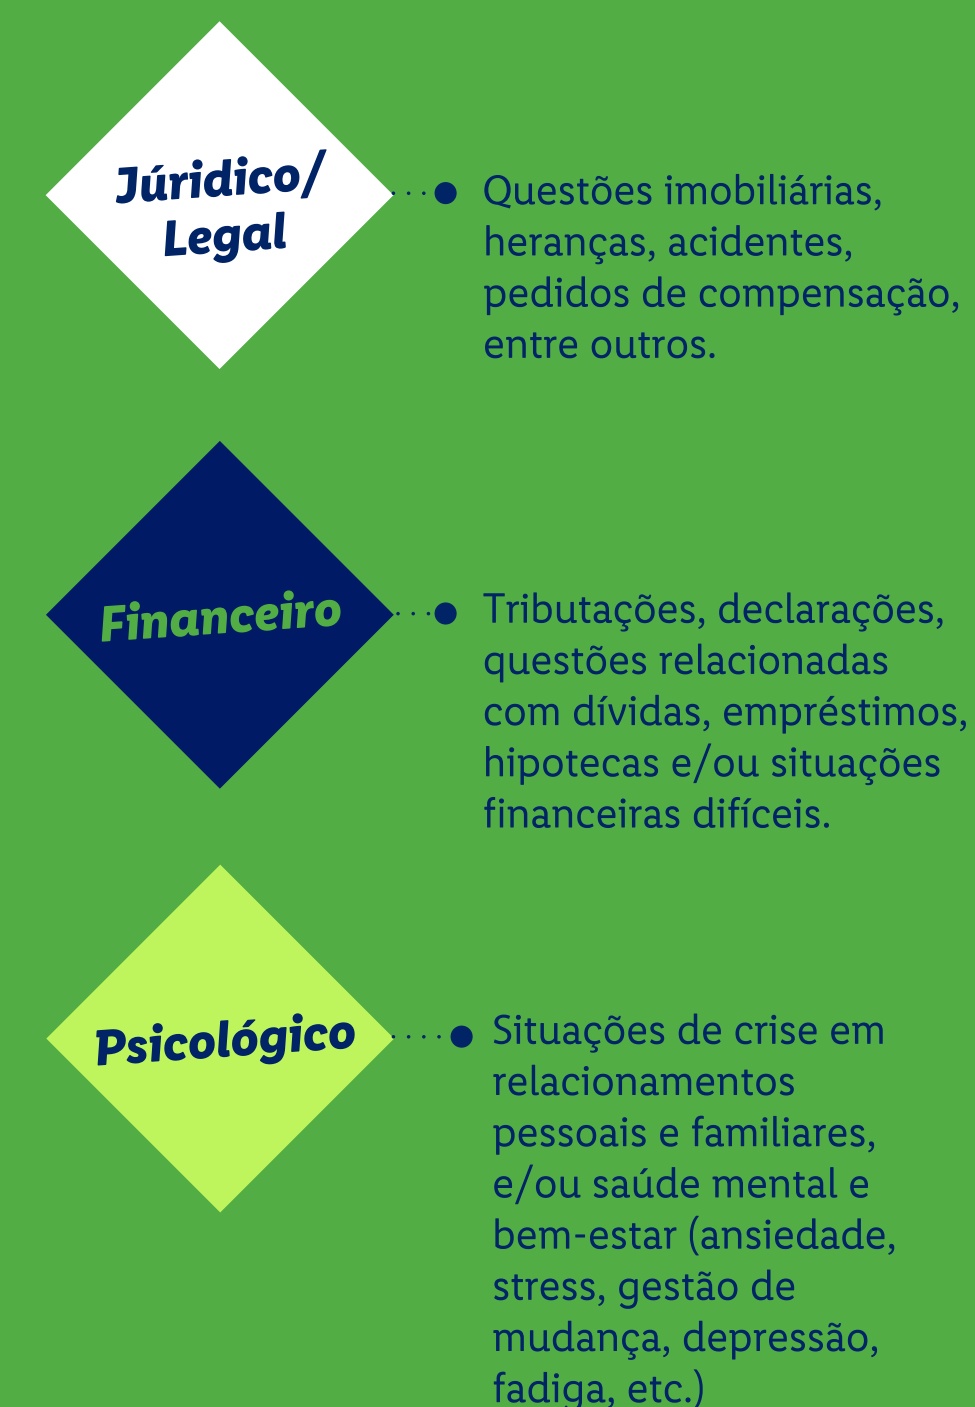 Júridico/
Legal
Questões imobiliárias,
heranças, acidentes,
pedidos de compensação,
entre outros.
Financeiro
Tributações, declarações,
questões relacionadas
com dívidas, empréstimos,
hipotecas e/ou situações
financeiras difíceis.
Psicológico
Situações de crise em
relacionamentos
pessoais e familiares,
e/ou saúde mental e
bem-estar (ansiedade,
stress, gestão de
mudança, depressão,
fadiga, etc.)